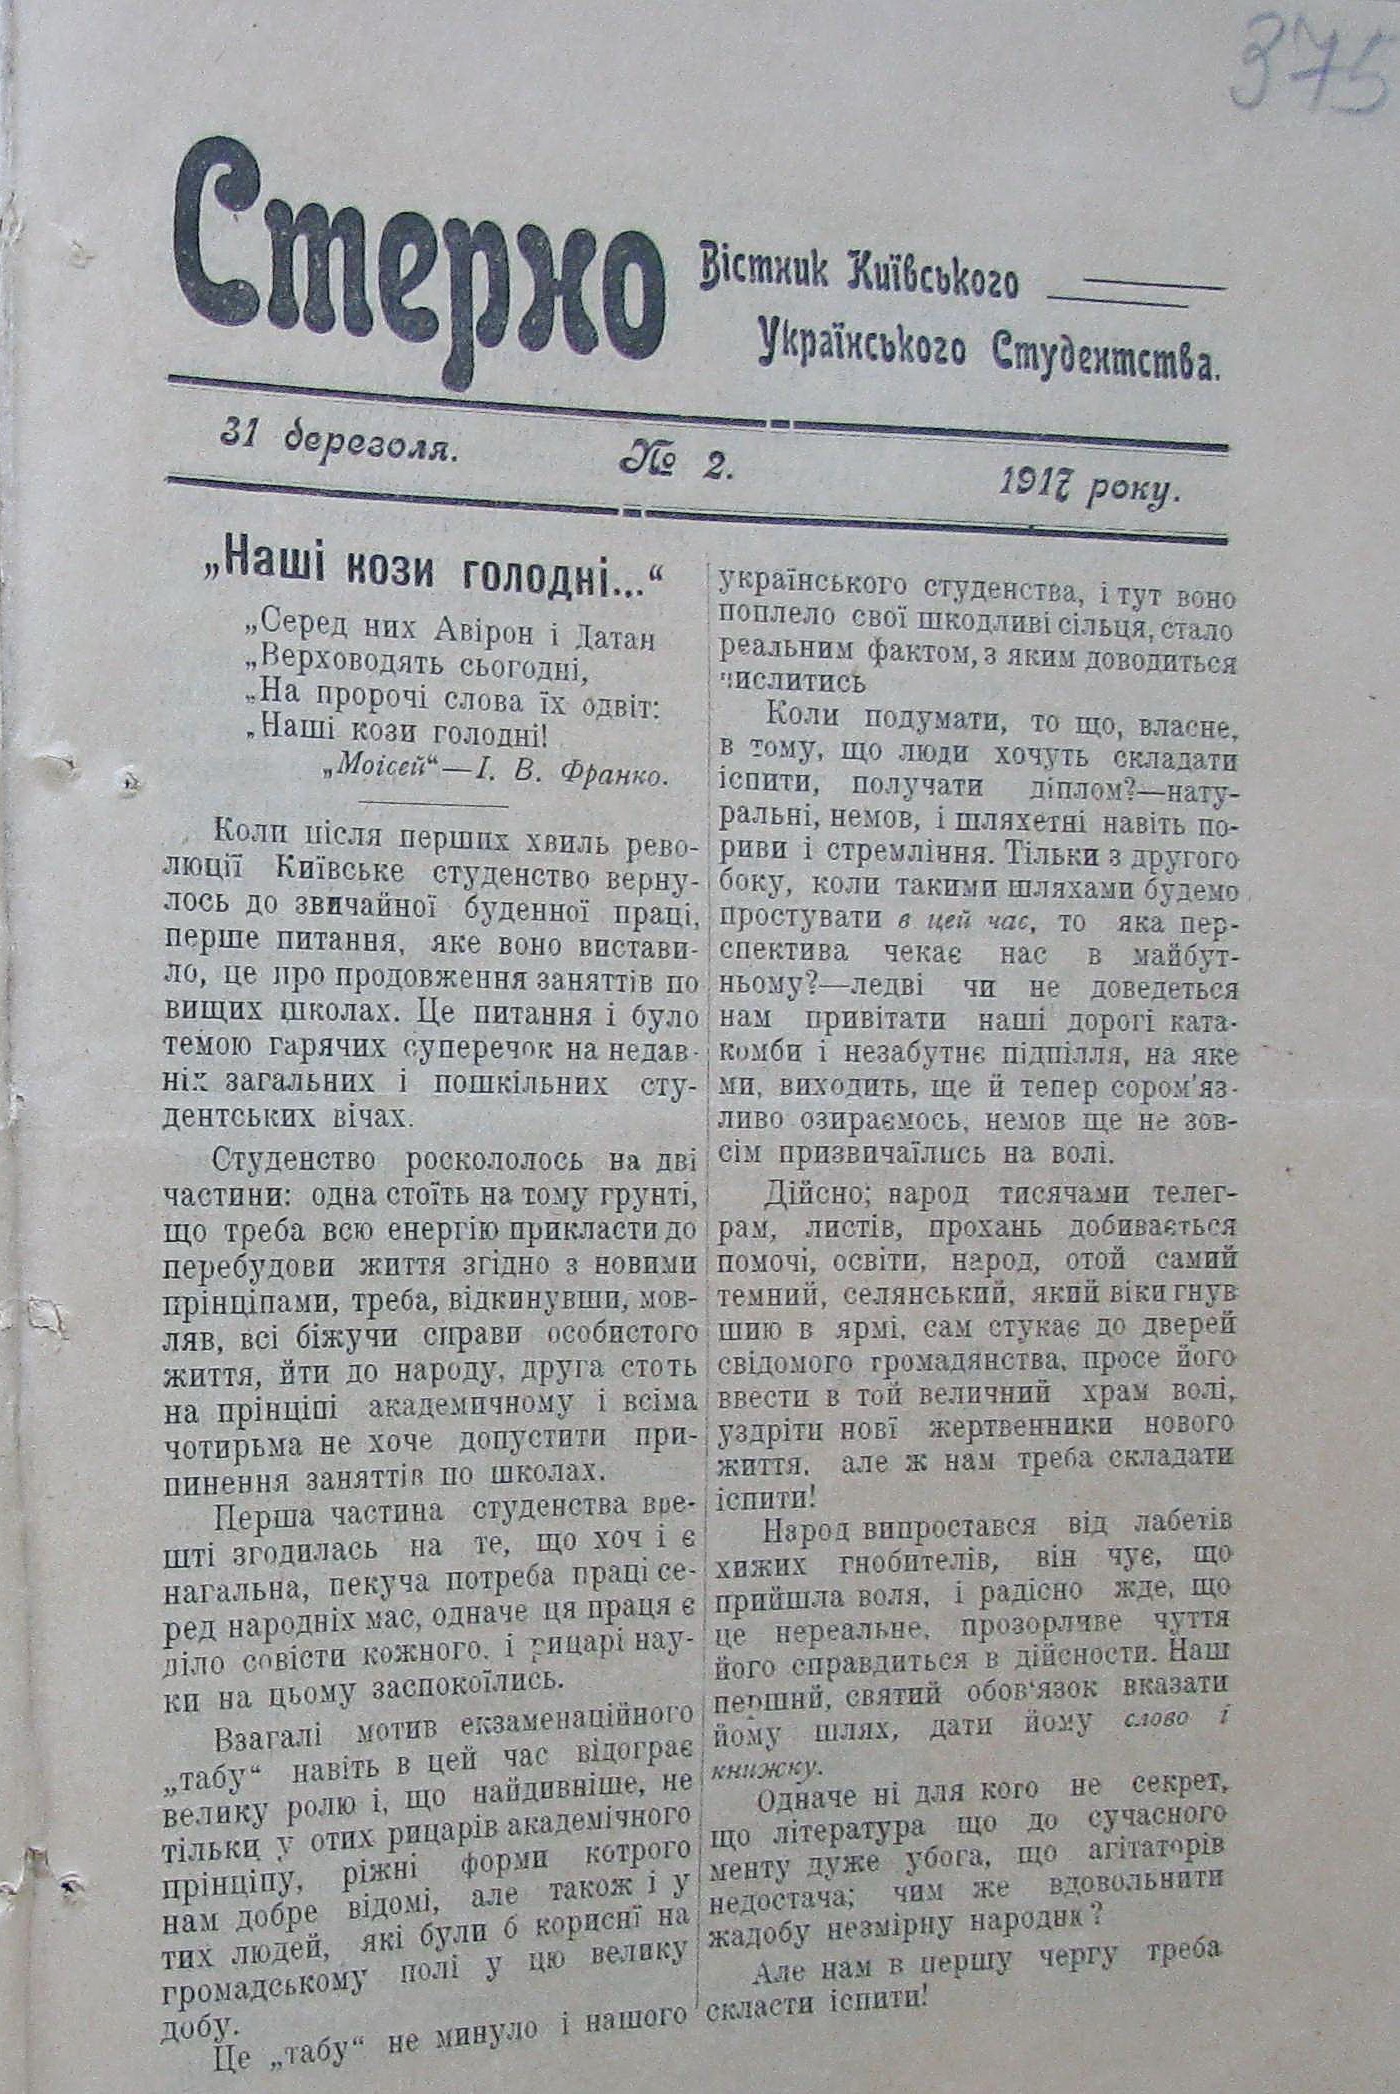 375
Стерно
Вістник Київського
Українського Студентства.
31 березоля.
№ 2.
1917 року.
„Наші кози голодні...“
„Серед них Авірон і Датан
„Верховодять сьогодні,
„На пророчі слова їх одвіт:
„Наші кози голодні!
„Моісей“—І. В. Франко.
Коли після перших хвиль рево-
люції Київське студенство верну-
лось до звичайної буденної праці,
перше питання, яке воно вистави-
ло, це про продовження заняттів по
вищих школах. Це питання і було
темою гарячих суперечок на недав-
ніх загальних і пошкільних сту-
дентських вічах.
Студенство роскололось на дві
частини: одна стоїть на тому грунті,
що треба всю енергію прикласти до
перебудови життя згідно з новими
прінціпами, треба, відкинувши, мов-
ляв, всі біжучи справи особистого
життя, йти до народу, друга стоть
на прінціпі академичному і всіма
чотирьма не хоче допустити при-
пинення заняттів по школах.
Перша частина студенства вре-
шті згодилась на те, що хоч і є
нагальна, пекуча потреба праці се-
ред народніх мас, одначе ця праця є
діло совісти кожного. і рицарі нау-
ки на цьому заспокоїлись.
Взагалі мотив екзаменаційного
„табу“ навіть в цей час відограє
велику ролю і, що найдивніше, не
тільки у отих рицарів академічного
прінціпу, ріжні форми котрого
нам добре відомі, але також і у
тих людей, які були б корисні на
громадському полі у цю велику
добу.
Це „табу“ не минуло і нашого
українського студенства, і тут воно
поплело свої шкодливі сільця, стало
реальним фактом, з яким доводиться
числитись
Коли подумати, то що, власне,
в тому, що люди хочуть складати
іспити, получати діплом?—нату-
ральні, немов, і шляхетні навіть по-
риви і стремління. Тільки з другого
боку, коли такими шляхами будемо
простувати в цей час, то яка пер-
спектива чекає нас в майбут-
ньому?—ледві чи не доведеться
нам привітати наші дорогі ката-
комби і незабутнє підпілля, на яке
ми, виходить, ще й тепер сором'яз-
ливо озираємось, немов ще не зов-
сім призвичаїлись на волі.
Дійсно; народ тисячами телег-
рам, листів, прохань добивається
помочі, освіти, народ, отой самий
темний, селянський, який віки гнув
шию в ярмі, сам стукає до дверей
свідомого громадянства, просе його
ввести в той величний храм волі,
уздріти нові жертвенники нового
життя, але ж нам треба складати
іспити!
Народ випростався від лабетів
хижих гнобителів, він чує, що
прийшла воля, і радісно жде, що
це нереальне, прозорливе чуття
його справдиться в дійсности. Наш
перший, святий обов'язок вказати
йому шлях, дати йому слово і
книжку.
Одначе ні для кого не секрет,
що література що до сучасного
менту дуже убога, що агітаторів
недостача; чим же вдовольнити
жадобу незмірну народну?
Але нам в першу чергу треба
скласти іспити!